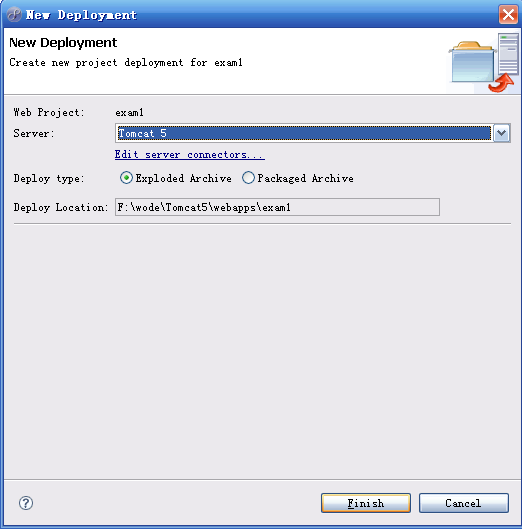 New Deployment
New Deployment
Create new project deployment for exam1
Web Project: exam1
Server: Tomcat 5
Edit server connectors...
Deploy type: Exploded Archive Packaged Archive
Deploy Location: F:\wode\Tomcat5\webapps\exam1
? Finish Cancel